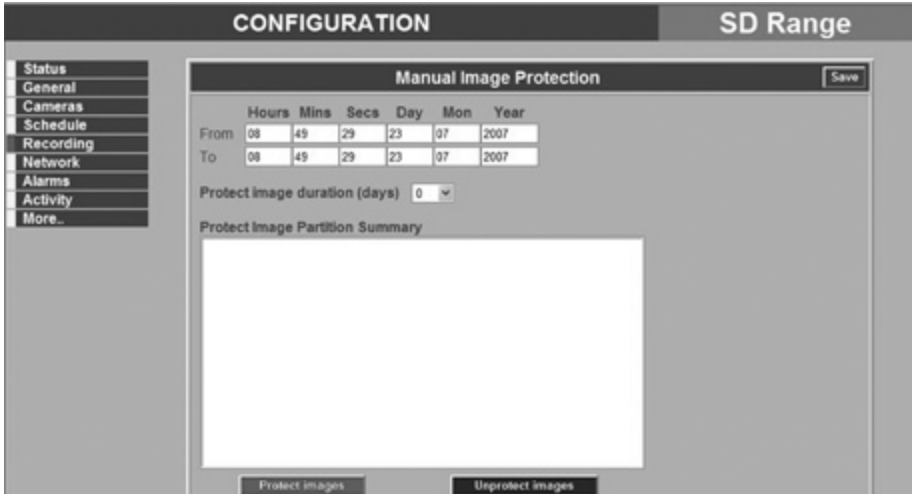 CONFIGURATION SD Range
Status
General
Cameras
Schedule
Recording
Network
Alarms
Activity
More..
Manual Image Protection Save
Hours Mins Secs Day Mon Year
From 08 49 29 23 07 2007
To 08 49 29 23 07 2007
Protect image duration (days) 0
Protect Image Partition Summary
Protect images Unprotect images